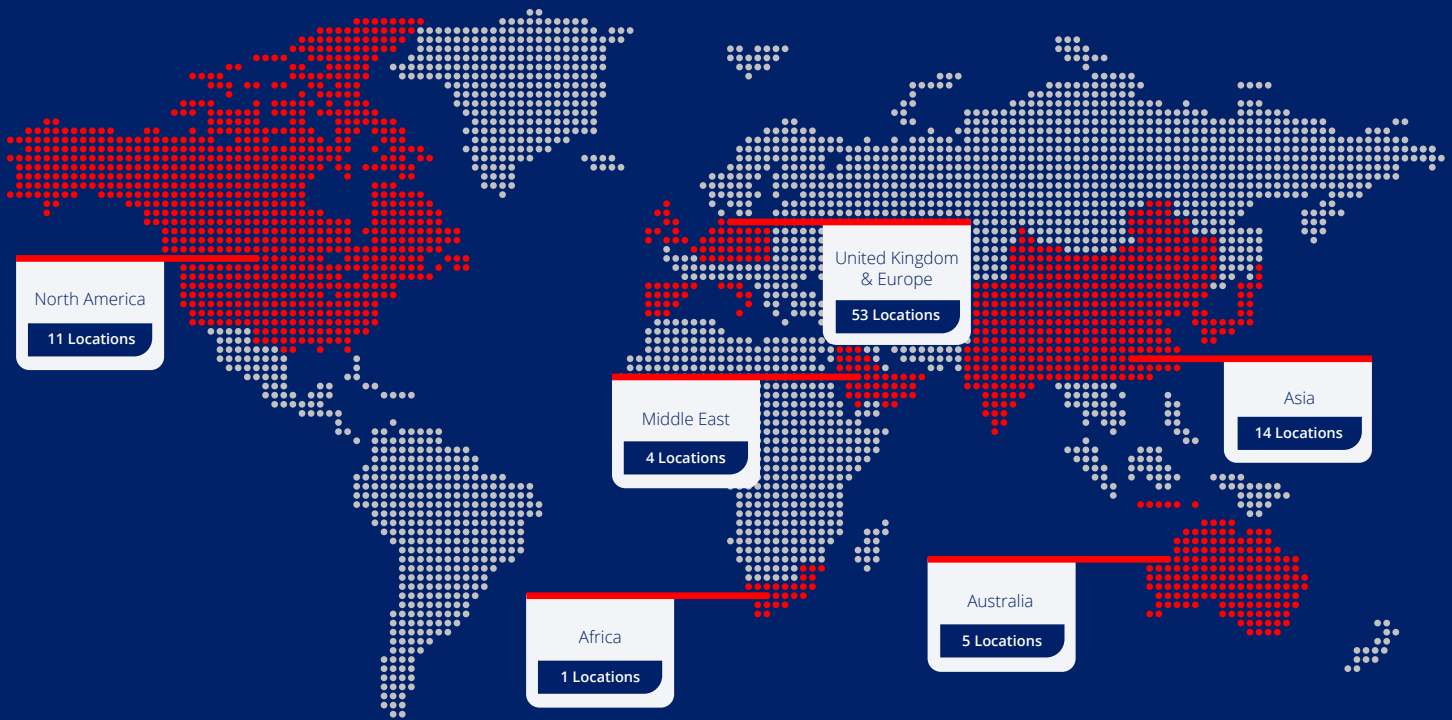 North America
11 Locations
United Kingdom
& Europe
53 Locations
Middle East
4 Locations
Asia
14 Locations
Africa
1 Locations
Australia
5 Locations